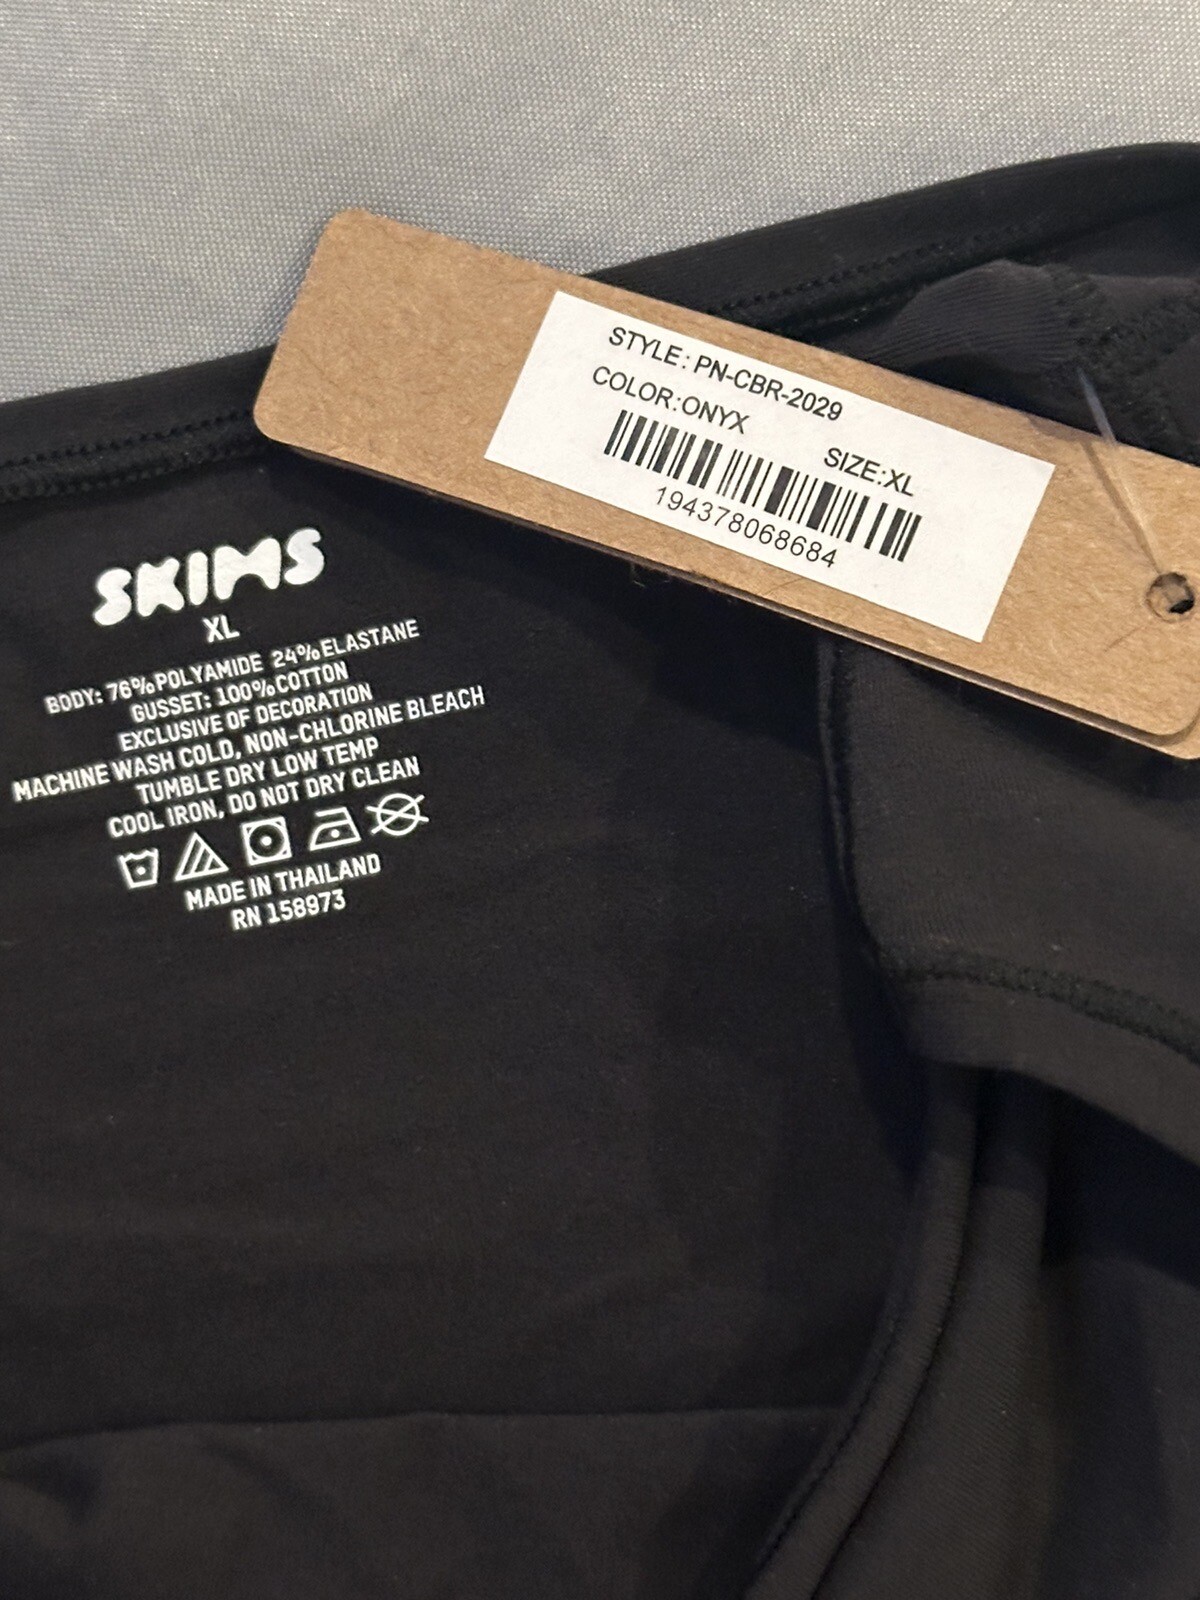 STYLE: PN-CBR-2029
COLOR:ONYX
SIZE:XL
194378068684
SKIMS
XL
BODY: 76%POLYAMIDE 24%ELASTANE
GUSSET: 100%COTTON
EXCLUSIVE OF DECORATION
MACHINE WASH COLD, NON-CHLORINE BLEACH
TUMBLE DRY LOW TEMP
COOL IRON, DO NOT DRY CLEAN
MADE IN THAILAND
RN 158973